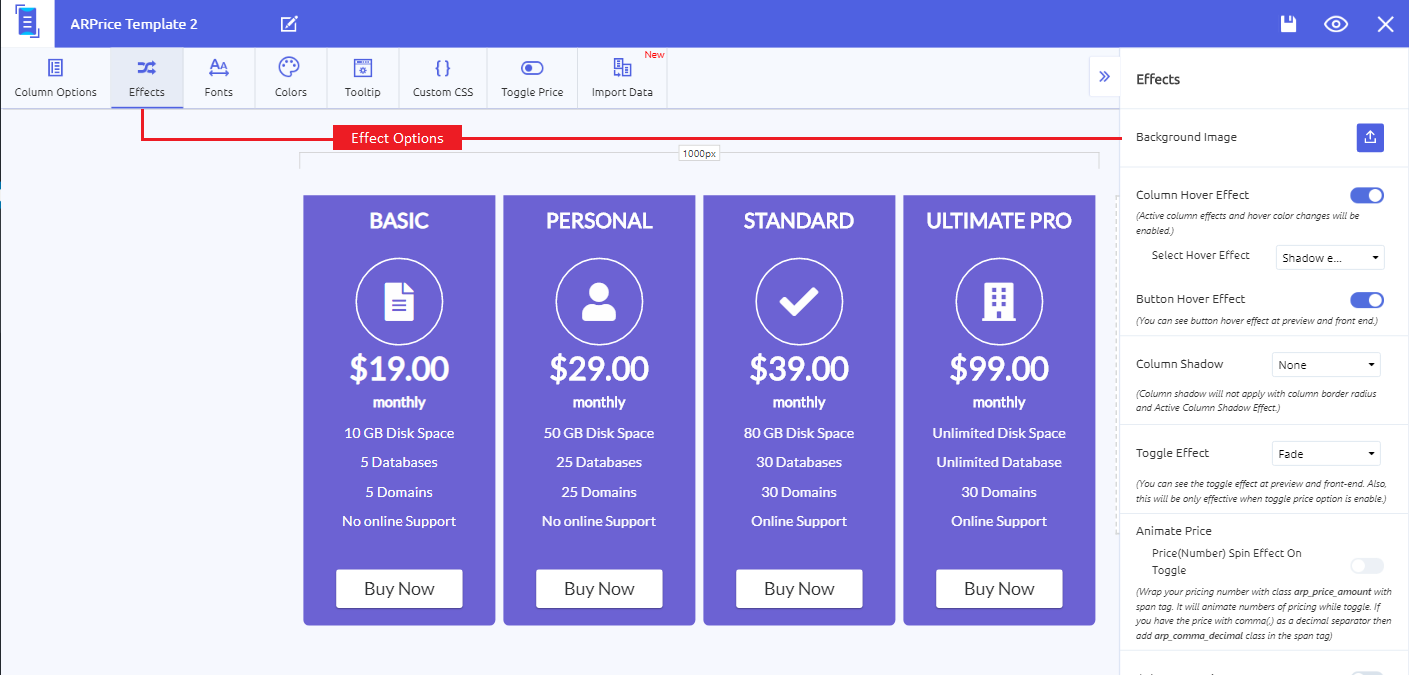 ARPrice Template 2
Column Options
Effects
Fonts
Colors
Tooltip
{ }
Custom CSS
Toggle Price
New
Import Data
Effects
Effect Options
Background Image
1000px
Column Hover Effect
(Active column effects and hover color changes will be
enabled.)
Select Hover Effect
Shadow e...
Button Hover Effect
(You can see button hover effect at preview and front end.)
Column Shadow
None
(Column shadow will not apply with column border radius
and Active Column Shadow Effect.)
Toggle Effect
Fade
(You can see the toggle effect at preview and front-end. Also,
this will be only effective when toggle price option is enable.)
Animate Price
Price(Number) Spin Effect On
Toggle
(Wrap your pricing number with class arp_price_amount with
span tag. It will animate numbers of pricing while toggle. If
you have the price with comma(,) as a decimal separator then
add arp_comma_decimal class in the span tag)
BASIC
$19.00
monthly
10 GB Disk Space
5 Databases
5 Domains
No online Support
Buy Now
PERSONAL
$29.00
monthly
50 GB Disk Space
25 Databases
25 Domains
No online Support
Buy Now
STANDARD
$39.00
monthly
80 GB Disk Space
30 Databases
30 Domains
Online Support
Buy Now
ULTIMATE PRO
$99.00
monthly
Unlimited Disk Space
Unlimited Database
30 Domains
Online Support
Buy Now